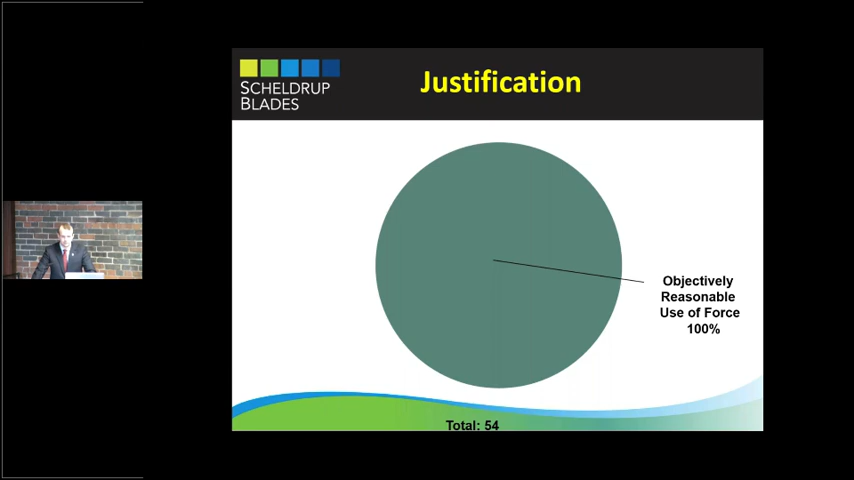 Justification
SCHELDRUP
BLADES
Objectively
Reasonable
Use of Force
100%
Total: 54